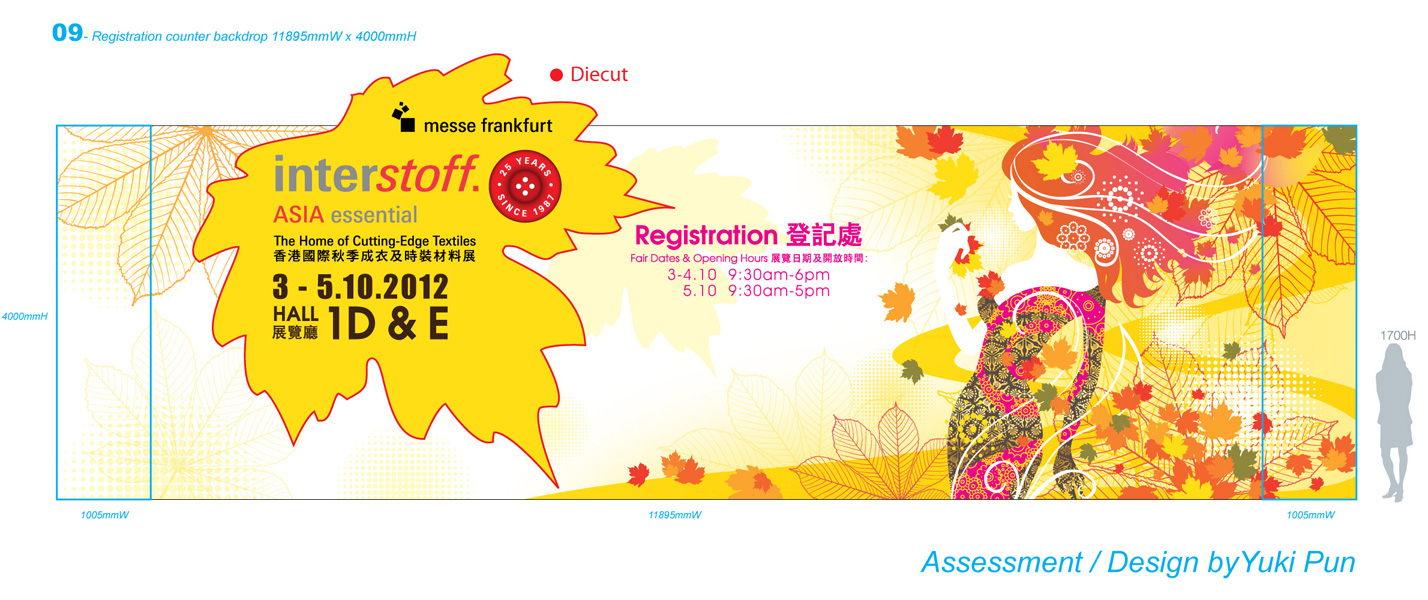 09- Registration counter backdrop 11895mmW x 4000mmH
Diecut
messe frankfurt
interstoff.
25 YEARS
SINCE 1987
ASIA essential
The Home of Cutting-Edge Textiles
香港國際秋季成衣及時裝材料展
3 - 5.10.2012
HALL 1D & E
展覽廳
Registration 登記處
Fair Dates & Opening Hours 展覽日期及開放時間:
3-4.10 9:30am-6pm
5.10 9:30am-5pm
4000mmH
1700H
1005mmW
11895mmW
1005mmW
Assessment / Design byYuki Pun